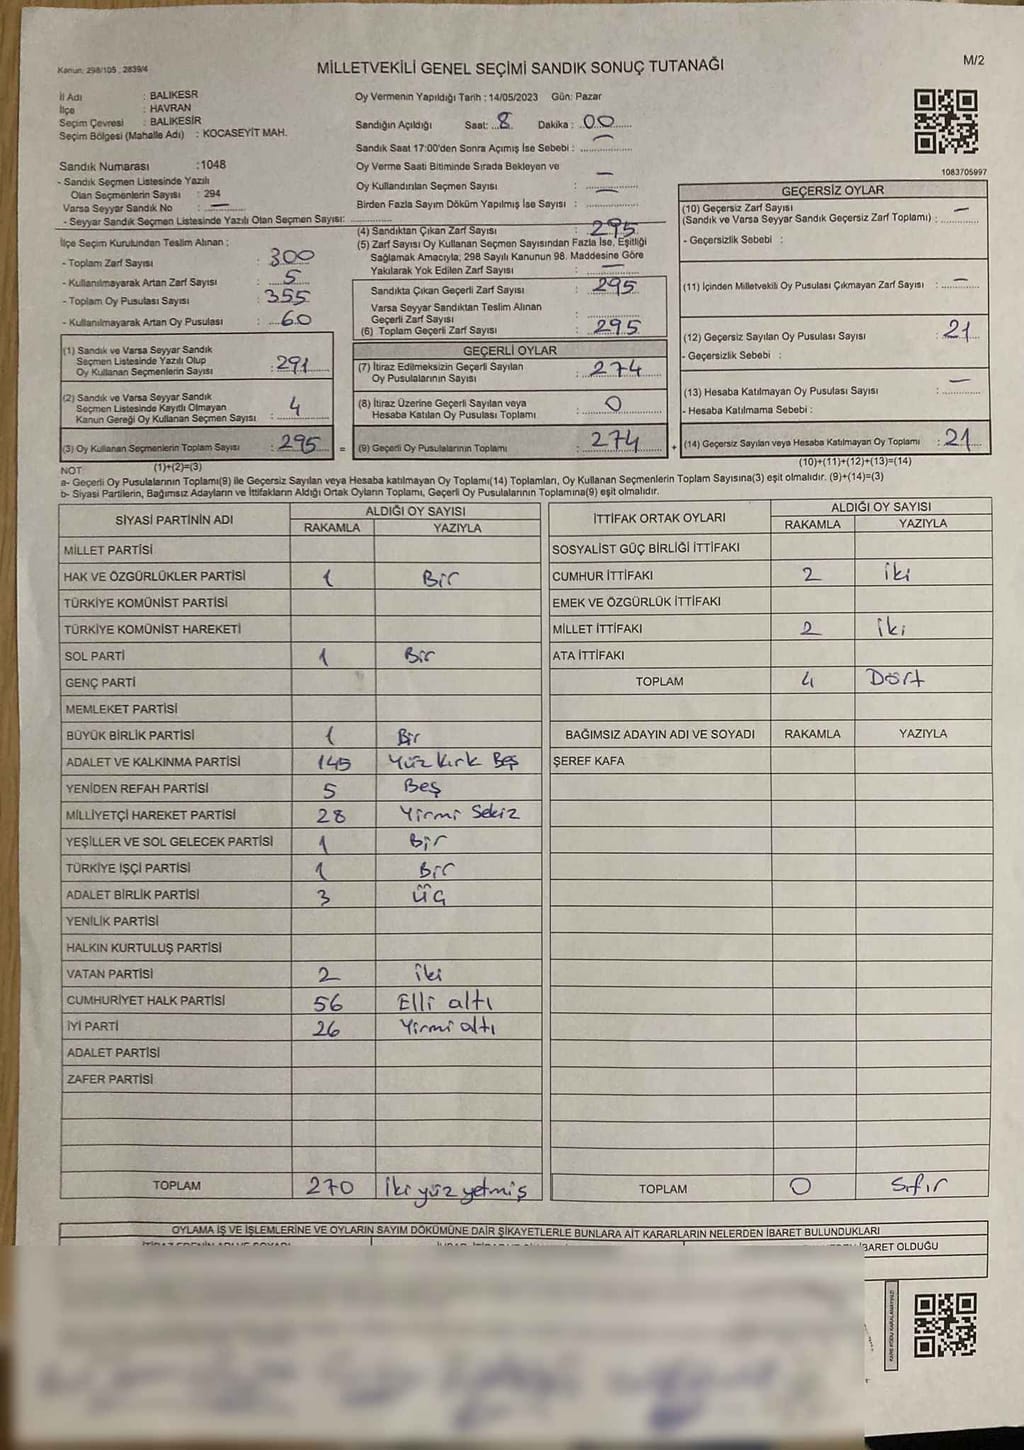 Kanun: 298/105 ; 2839/4
MİLLETVEKİLİ GENEL SEÇİMİ SANDIK SONUÇ TUTANAĞI
M/2
İl Adı : BALIKESR
İlçe : HAVRAN
Seçim Çevresi : BALIKESİR
Seçim Bölgesi (Mahalle Adı) : KOCASEYİT MAH.
Oy Vermenin Yapıldığı Tarih : 14/05/2023 Gün: Pazar
Sandığın Açıldığı Saat: 8 Dakika : 00
Sandık Saat 17:00'den Sonra Açımış İse Sebebi : —
Oy Verme Saati Bitiminde Sırada Bekleyen ve
Oy Kullandırılan Seçmen Sayısı : —
Birden Fazla Sayım Döküm Yapılmış İse Sayısı : —
1083705997
Sandık Numarası :1048
- Sandık Seçmen Listesinde Yazılı
Olan Seçmenlerin Sayısı : 294
Varsa Seyyar Sandık No : —
- Seyyar Sandık Seçmen Listesinde Yazılı Olan Seçmen Sayısı:
İlçe Seçim Kurulundan Teslim Alınan ;
- Toplam Zarf Sayısı : 300
- Kullanılmayarak Artan Zarf Sayısı : 5
- Toplam Oy Pusulası Sayısı : 355
- Kullanılmayarak Artan Oy Pusulası : 60
(1) Sandık ve Varsa Seyyar Sandık
Seçmen Listesinde Yazılı Olup
Oy Kullanan Seçmenlerin Sayısı : 291
(2) Sandık ve Varsa Seyyar Sandık
Seçmen Listesinde Kayıtlı Olmayan
Kanun Gereği Oy Kullanan Seçmen Sayısı : 4
(3) Oy Kullanan Seçmenlerin Toplam Sayısı : 295 =
(4) Sandıktan Çıkan Zarf Sayısı : 295
(5) Zarf Sayısı Oy Kullanan Seçmen Sayısından Fazla İse, Eşitliği
Sağlamak Amacıyla; 298 Sayılı Kanunun 98. Maddesine Göre
Yakılarak Yok Edilen Zarf Sayısı : —
Sandıkta Çıkan Geçerli Zarf Sayısı : 295
Varsa Seyyar Sandıktan Teslim Alınan
Geçerli Zarf Sayısı :
(6) Toplam Geçerli Zarf Sayısı : 295
GEÇERLİ OYLAR
(7) İtiraz Edilmeksizin Geçerli Sayılan
Oy Pusulalarının Sayısı : 274
(8) İtiraz Üzerine Geçerli Sayılan veya
Hesaba Katılan Oy Pusulası Toplamı : 0
(9) Geçerli Oy Pusulalarının Toplamı : 274 +
GEÇERSİZ OYLAR
(10) Geçersiz Zarf Sayısı
(Sandık ve Varsa Seyyar Sandık Geçersiz Zarf Toplamı) : —
- Geçersizlik Sebebi :
(11) İçinden Milletvekili Oy Pusulası Çıkmayan Zarf Sayısı : —
(12) Geçersiz Sayılan Oy Pusulası Sayısı : 21
- Geçersizlik Sebebi :
(13) Hesaba Katılmayan Oy Pusulası Sayısı : —
- Hesaba Katılmama Sebebi :
(14) Geçersiz Sayılan veya Hesaba Katılmayan Oy Toplamı : 21
NOT (1)+(2)=(3)
(10)+(11)+(12)+(13)=(14)
a- Geçerli Oy Pusulalarının Toplamı(9) ile Geçersiz Sayılan veya Hesaba katılmayan Oy Toplamı(14) Toplamları, Oy Kullanan Seçmenlerin Toplam Sayısına(3) eşit olmalıdır. (9)+(14)=(3)
b- Siyasi Partilerin, Bağımsız Adayların ve İttifakların Aldığı Ortak Oyların Toplamı, Geçerli Oy Pusulalarının Toplamına(9) eşit olmalıdır.
SİYASİ PARTİNİN ADI ALDIĞI OY SAYISI
RAKAMLA YAZIYLA
MİLLET PARTİSİ
HAK VE ÖZGÜRLÜKLER PARTİSİ 1 Bir
TÜRKİYE KOMÜNİST PARTİSİ
TÜRKİYE KOMÜNİST HAREKETİ
SOL PARTİ 1 Bir
GENÇ PARTİ
MEMLEKET PARTİSİ
BÜYÜK BİRLİK PARTİSİ 1 Bir
ADALET VE KALKINMA PARTİSİ 145 Yüz Kırk Beş
YENİDEN REFAH PARTİSİ 5 Beş
MİLLİYETÇİ HAREKET PARTİSİ 28 Yirmi Sekiz
YEŞİLLER VE SOL GELECEK PARTİSİ 1 Bir
TÜRKİYE İŞÇİ PARTİSİ 1 Bir
ADALET BİRLİK PARTİSİ 3 Üç
YENİLİK PARTİSİ
HALKIN KURTULUŞ PARTİSİ
VATAN PARTİSİ 2 İki
CUMHURİYET HALK PARTİSİ 56 Elli altı
İYİ PARTİ 26 Yirmi altı
ADALET PARTİSİ
ZAFER PARTİSİ
TOPLAM 270 İki yüz yetmiş
İTTİFAK ORTAK OYLARI ALDIĞI OY SAYISI
RAKAMLA YAZIYLA
SOSYALİST GÜÇ BİRLİĞİ İTTİFAKI
CUMHUR İTTİFAKI 2 İki
EMEK VE ÖZGÜRLÜK İTTİFAKI
MİLLET İTTİFAKI 2 İki
ATA İTTİFAKI
TOPLAM 4 Dört
BAĞIMSIZ ADAYIN ADI VE SOYADI RAKAMLA YAZIYLA
ŞEREF KAFA
TOPLAM 0 Sıfır
OYLAMA İŞ VE İŞLEMLERİNE VE OYLARIN SAYIM DÖKÜMÜNE DAİR ŞİKAYETLERLE BUNLARA AİT KARARLARIN NELERDEN İBARET BULUNDUKLARI
İBARET OLDUĞU